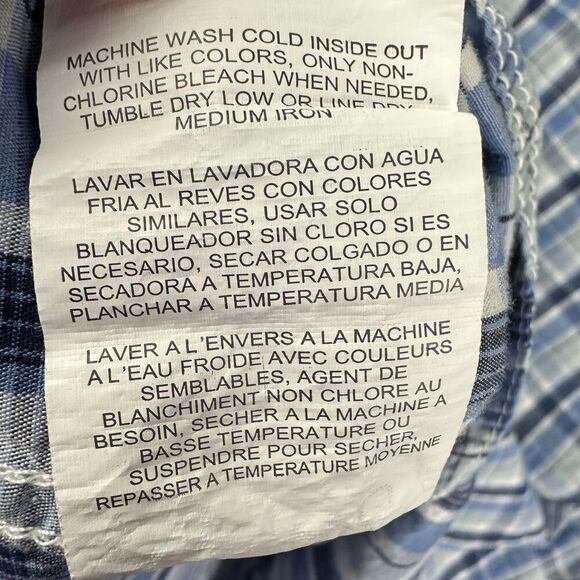 MACHINE WASH COLD INSIDE OUT
WITH LIKE COLORS, ONLY NON-
CHLORINE BLEACH WHEN NEEDED,
TUMBLE DRY LOW OR LINE DRY
MEDIUM IRON
LAVAR EN LAVADORA CON AGUA
FRIA AL REVES CON COLORES
SIMILARES, USAR SOLO
BLANQUEADOR SIN CLORO SI ES
NECESARIO, SECAR COLGADO O EN
SECADORA A TEMPERATURA BAJA,
PLANCHAR A TEMPERATURA MEDIA
LAVER A L'ENVERS A LA MACHINE
A L'EAU FROIDE AVEC COULEURS
SEMBLABLES, AGENT DE
BLANCHIMENT NON CHLORE AU
BESOIN, SECHER A LA MACHINE A
BASSE TEMPERATURE OU
SUSPENDRE POUR SECHER,
REPASSER A TEMPERATURE MOYENNE